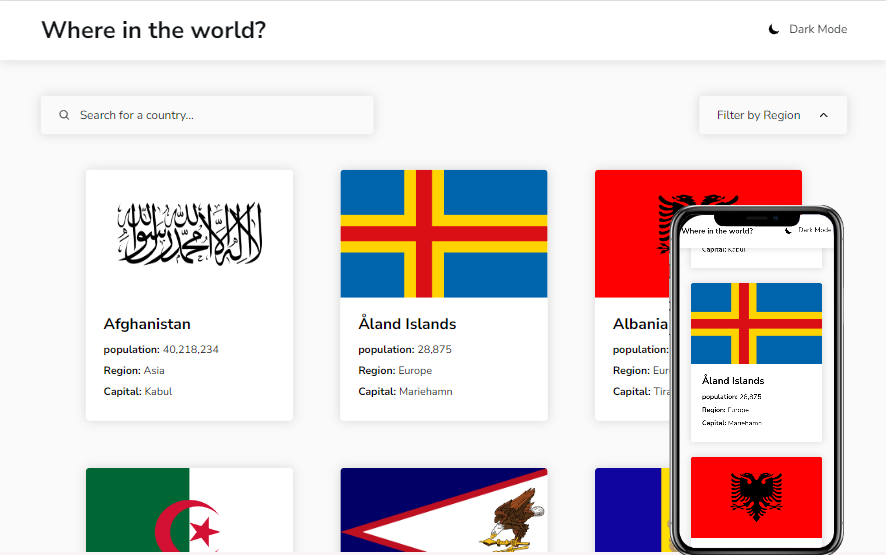 Where in the world?
Dark Mode
Search for a country...
Filter by Region
لا إله إلا الله محمد رسول الله
Afghanistan
population: 40,218,234
Region: Asia
Capital: Kabul
Åland Islands
population: 28,875
Region: Europe
Capital: Mariehamn
Albania
population:
Region: Eur
Capital: Tira
Where in the world?
Dark Mode
Capital: Kabul
Åland Islands
population: 28,875
Region: Europe
Capital: Mariehamn